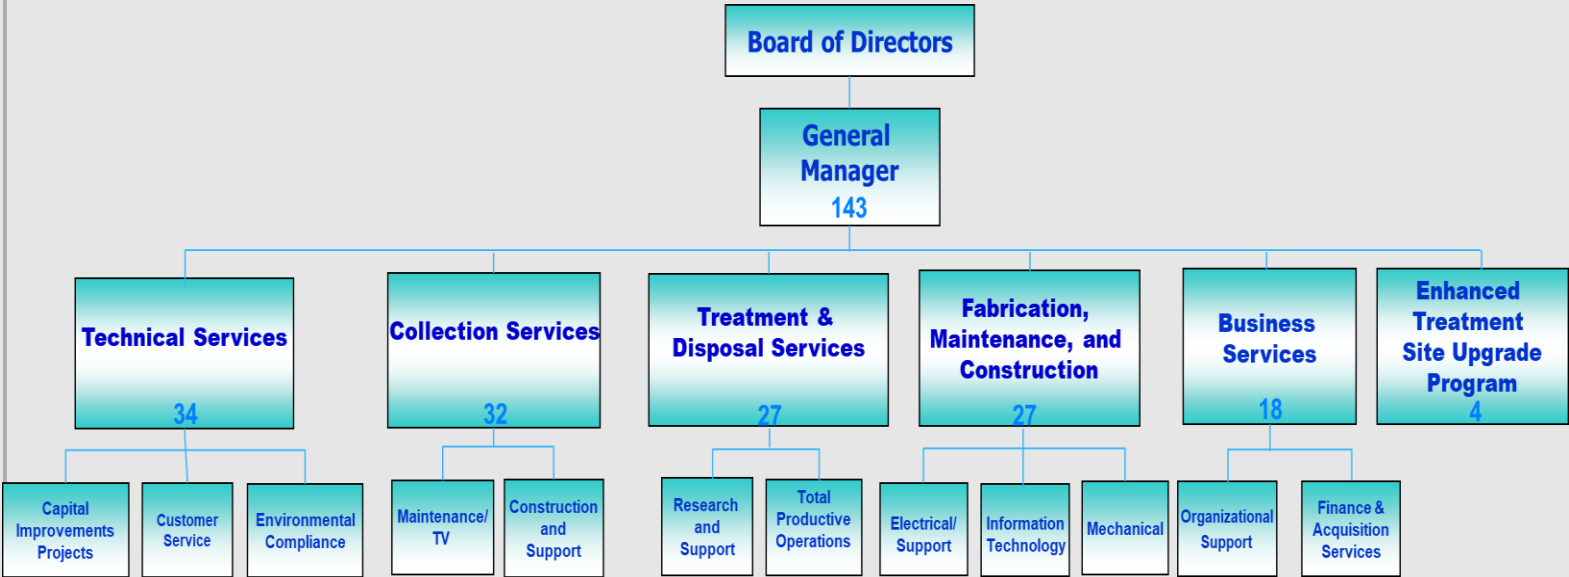 Board of Directors
General
Manager
143
Technical Services
34
Collection Services
32
Treatment &
Disposal Services
27
Fabrication,
Maintenance, and
Construction
27
Business
Services
18
Enhanced
Treatment
Site Upgrade
Program
4
Capital
Improvements
Projects
Customer
Service
Environmental
Compliance
Maintenance/
TV
Construction
and
Support
Research
and
Support
Total
Productive
Operations
Electrical/
Support
Information
Technology
Mechanical
Organizational
Support
Finance &
Acquisition
Services